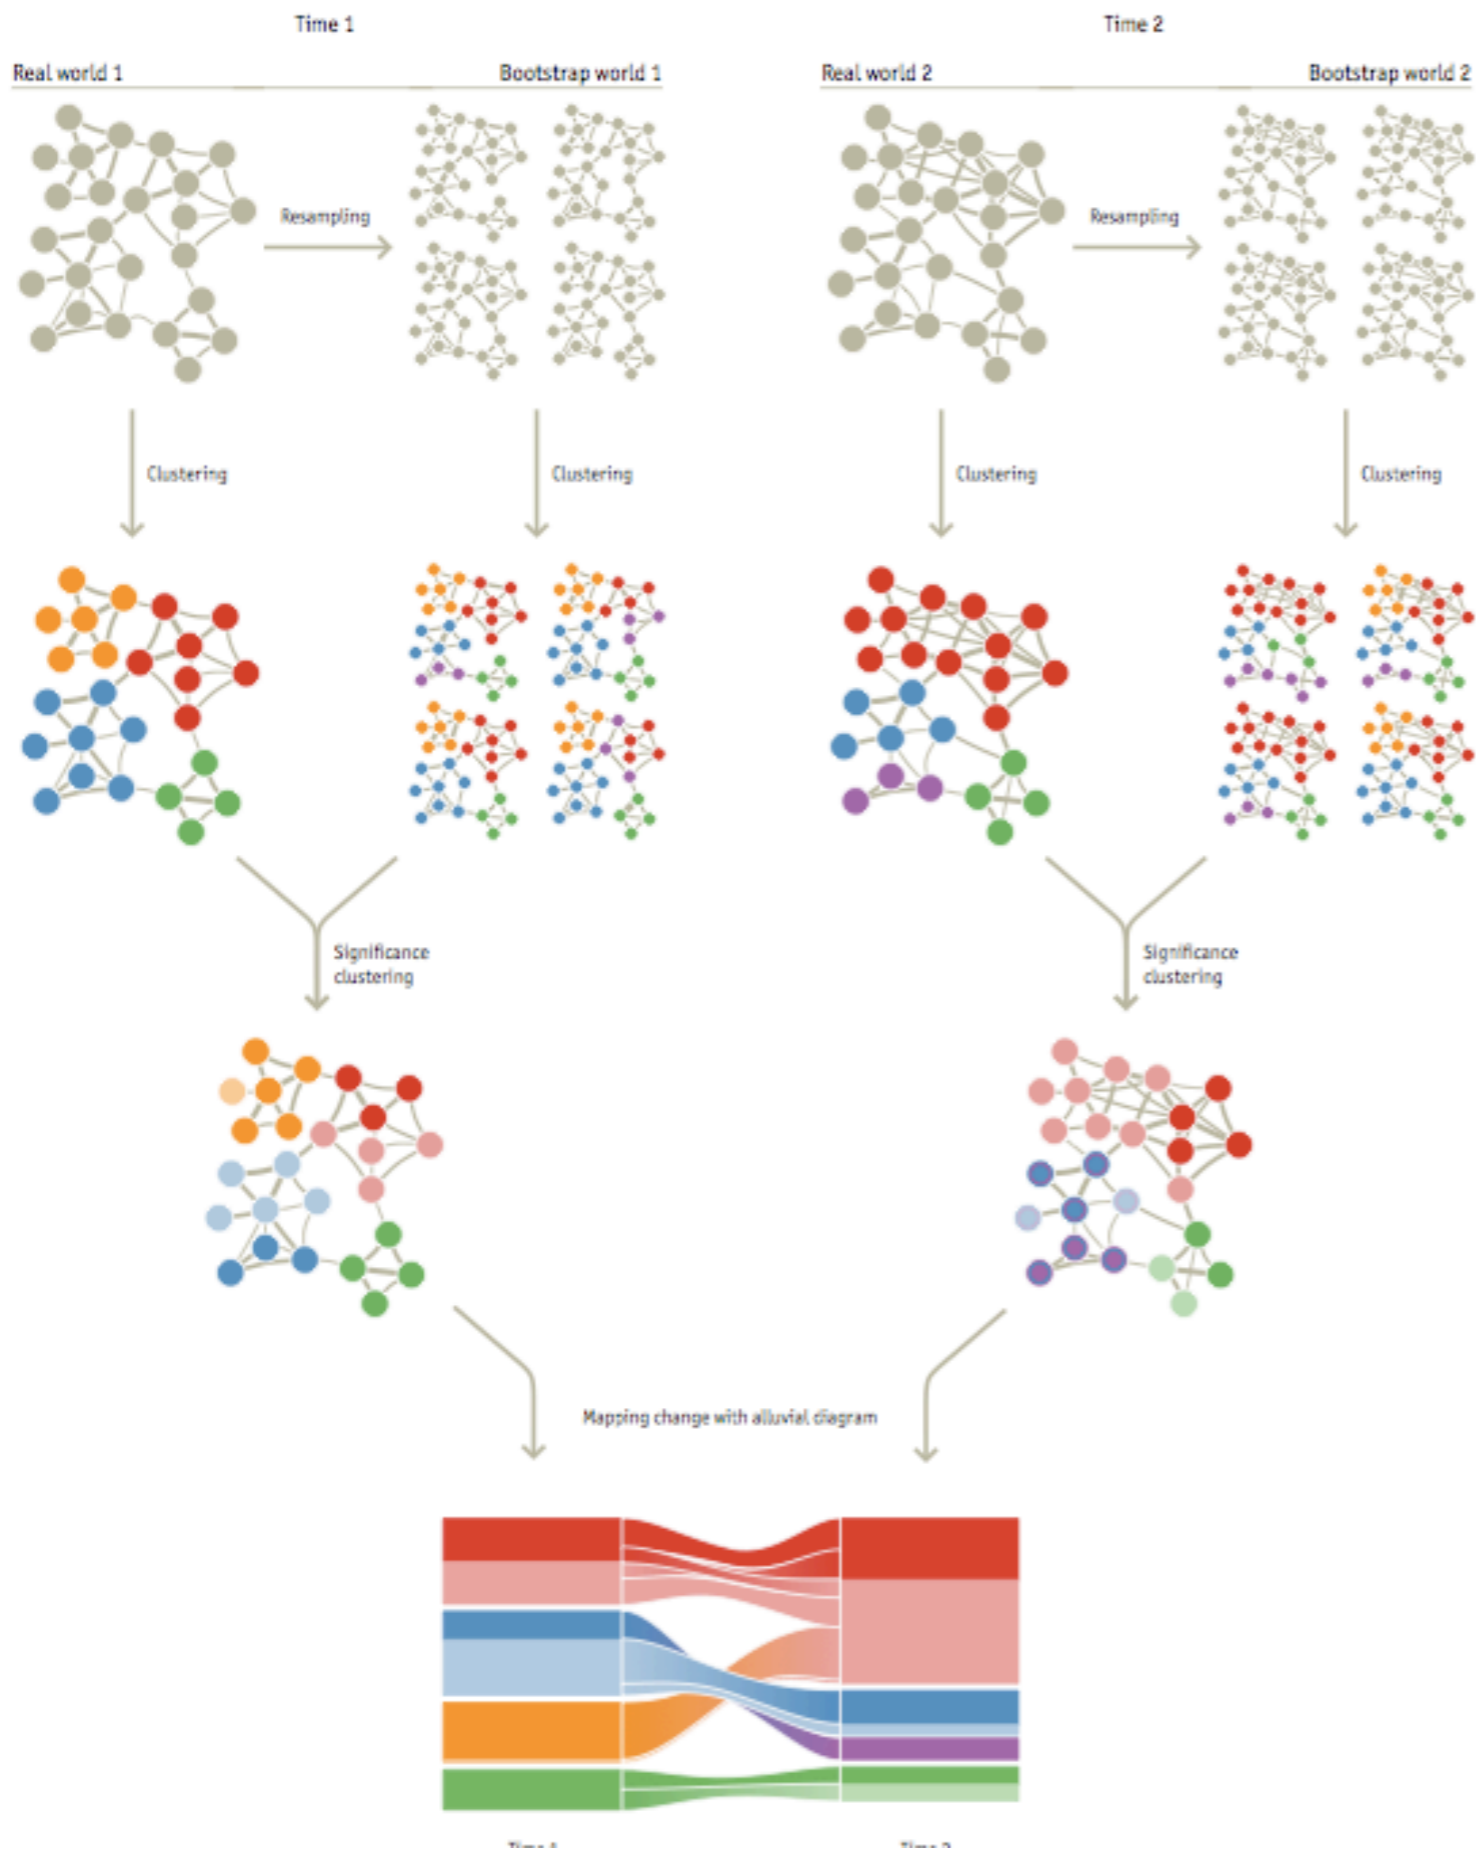 Time 1
Time 2
Real world 1
Bootstrap world 1
Real world 2
Bootstrap world 2
Resampling
Resampling
Clustering
Clustering
Clustering
Clustering
Significance
clustering
Significance
clustering
Mapping change with alluvial diagram